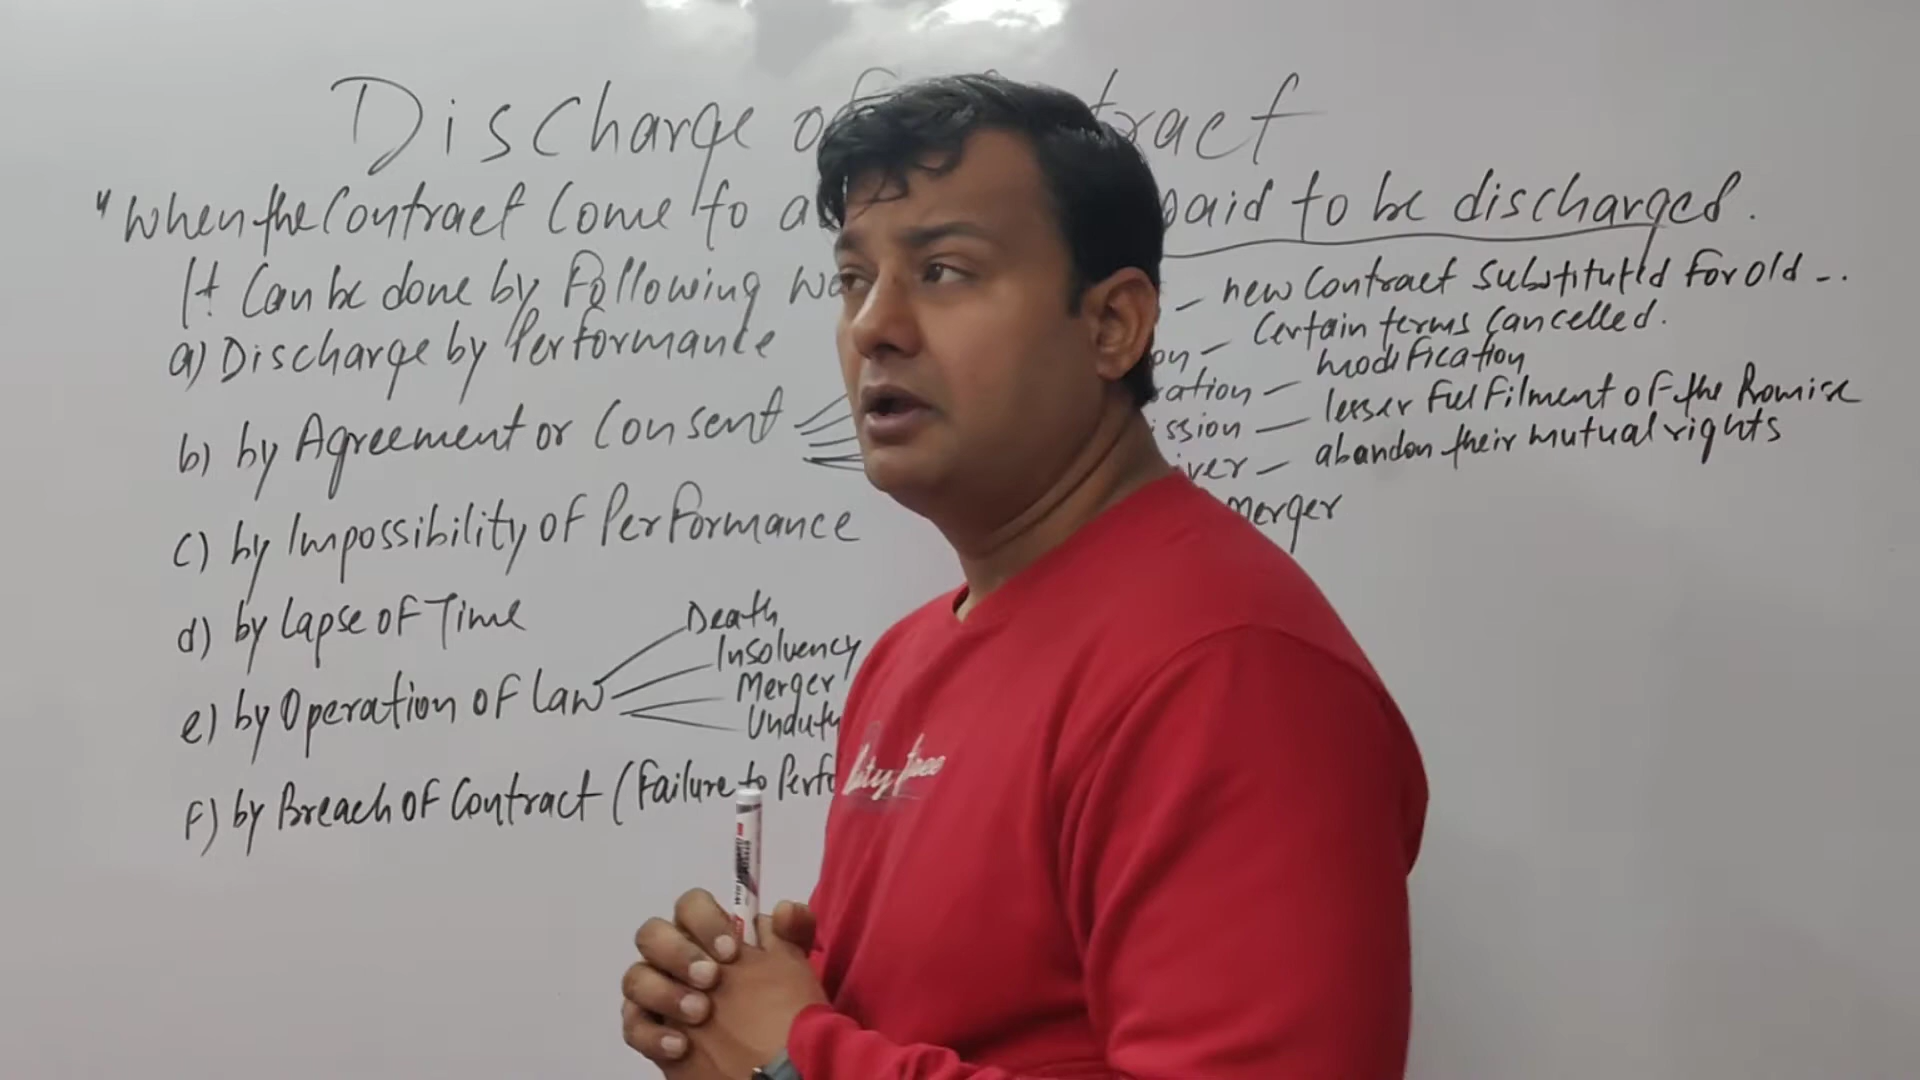 Discharge of
" When the Contract Come to a said to be discharged.
It Can be done by Following
new Contract Substituted For old - ..
a) Discharge by Performance
Certain terms Cancelled.
modification
b) by Agreement or Consent
lesser Fulfilment of the Promise
abandon their mutual rights
Merger
c) by Impossibility of Performance
d) by Lapse of Time
e) by Operation of Law
Death
Insolvency
Merger
F) by Breach of Contract (Failure to